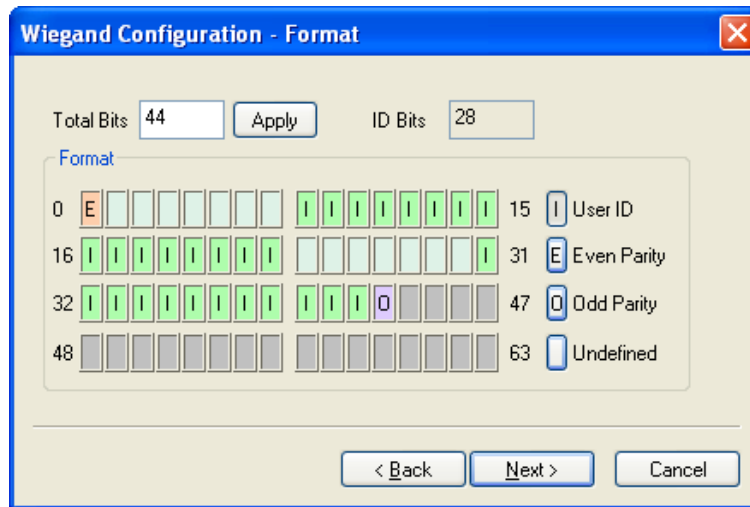 Wiegand Configuration - Format
Total Bits 44 Apply ID Bits 28
Format
0 E I I I I I I I I 15 I User ID
16 I I I I I I I I I 31 E Even Parity
32 I I I I I I I I I I I O 47 O Odd Parity
48 63 Undefined
< Back Next > Cancel